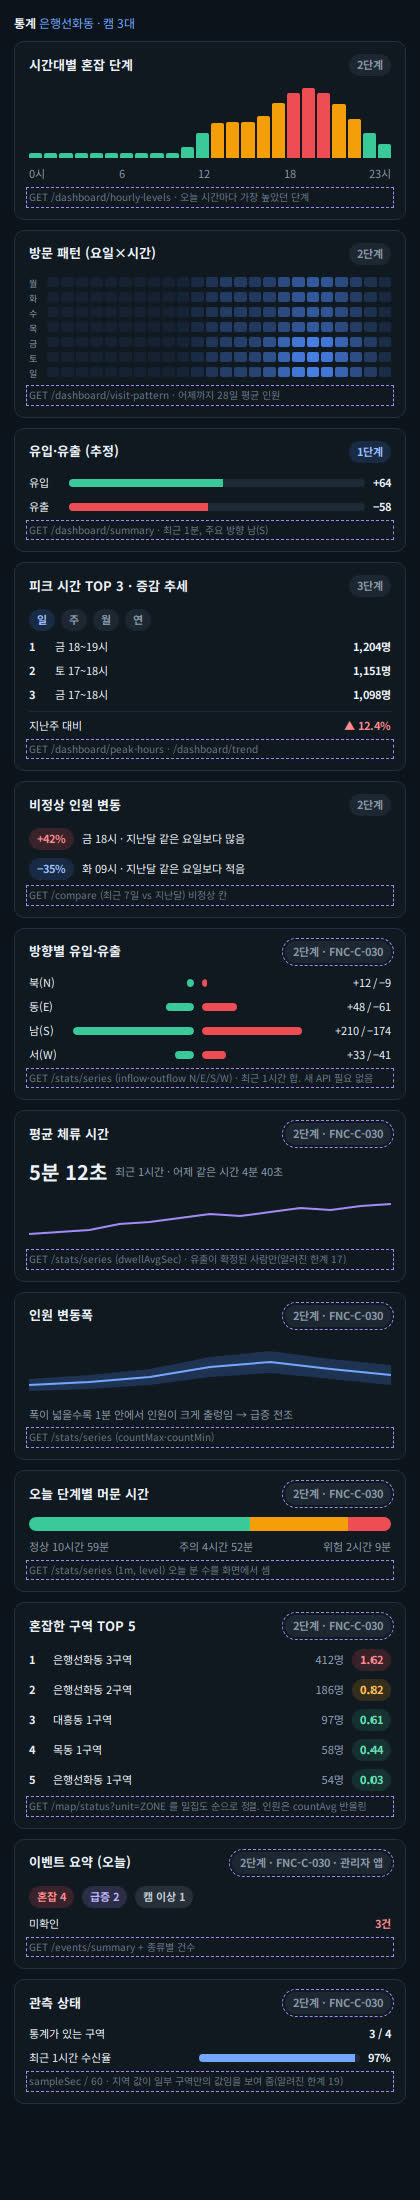 통계 은행선화동 · 캠 3대
시간대별 혼잡 단계 2단계
0시 6 12 18 23시
GET /dashboard/hourly-levels · 오늘 시간마다 가장 높았던 단계
방문 패턴 (요일×시간) 2단계
월
화
수
목
금
토
일
GET /dashboard/visit-pattern · 어제까지 28일 평균 인원
유입·유출 (추정) 1단계
유입 +64
유출 −58
GET /dashboard/summary · 최근 1분, 주요 방향 남(S)
피크 시간 TOP 3 · 증감 추세 3단계
일 주 월 연
1 금 18~19시 1,204명
2 토 17~18시 1,151명
3 금 17~18시 1,098명
지난주 대비 ▲ 12.4%
GET /dashboard/peak-hours · /dashboard/trend
비정상 인원 변동 2단계
+42% 금 18시 · 지난달 같은 요일보다 많음
−35% 화 09시 · 지난달 같은 요일보다 적음
GET /compare (최근 7일 vs 지난달) 비정상 칸
방향별 유입·유출 2단계 · FNC-C-030
북(N) +12 / −9
동(E) +48 / −61
남(S) +210 / −174
서(W) +33 / −41
GET /stats/series (inflow·outflow N/E/S/W) · 최근 1시간 합. 새 API 필요 없음
평균 체류 시간 2단계 · FNC-C-030
5분 12초 최근 1시간 · 어제 같은 시간 4분 40초
GET /stats/series (dwellAvgSec) · 유출이 확정된 사람만(알려진 한계 17)
인원 변동폭 2단계 · FNC-C-030
폭이 넓을수록 1분 안에서 인원이 크게 출렁임 → 급증 전조
GET /stats/series (countMax·countMin)
오늘 단계별 머문 시간 2단계 · FNC-C-030
정상 10시간 59분 주의 4시간 52분 위험 2시간 9분
GET /stats/series (1m, level) 오늘 분 수를 화면에서 셈
혼잡한 구역 TOP 5 2단계 · FNC-C-030
1 은행선화동 3구역 412명 1.62
2 은행선화동 2구역 186명 0.82
3 대흥동 1구역 97명 0.61
4 목동 1구역 58명 0.44
5 은행선화동 1구역 54명 0.03
GET /map/status?unit=ZONE 를 밀집도 순으로 정렬. 인원은 countAvg 반올림
이벤트 요약 (오늘) 2단계 · FNC-C-030 · 관리자 앱
혼잡 4 급증 2 캠 이상 1
미확인 3건
GET /events/summary + 종류별 건수
관측 상태 2단계 · FNC-C-030
통계가 있는 구역 3 / 4
최근 1시간 수신율 97%
sampleSec / 60 · 지역 값이 일부 구역만의 값임을 보여 줌(알려진 한계 19)